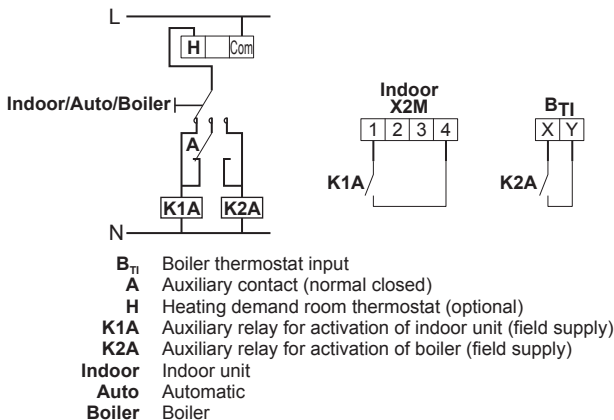 L
H Com
Indoor/Auto/Boiler
A
K1A K2A
N
Indoor
X2M
1 2 3 4
K1A
BTI
X Y
K2A
BTI Boiler thermostat input
A Auxiliary contact (normal closed)
H Heating demand room thermostat (optional)
K1A Auxiliary relay for activation of indoor unit (field supply)
K2A Auxiliary relay for activation of boiler (field supply)
Indoor Indoor unit
Auto Automatic
Boiler Boiler